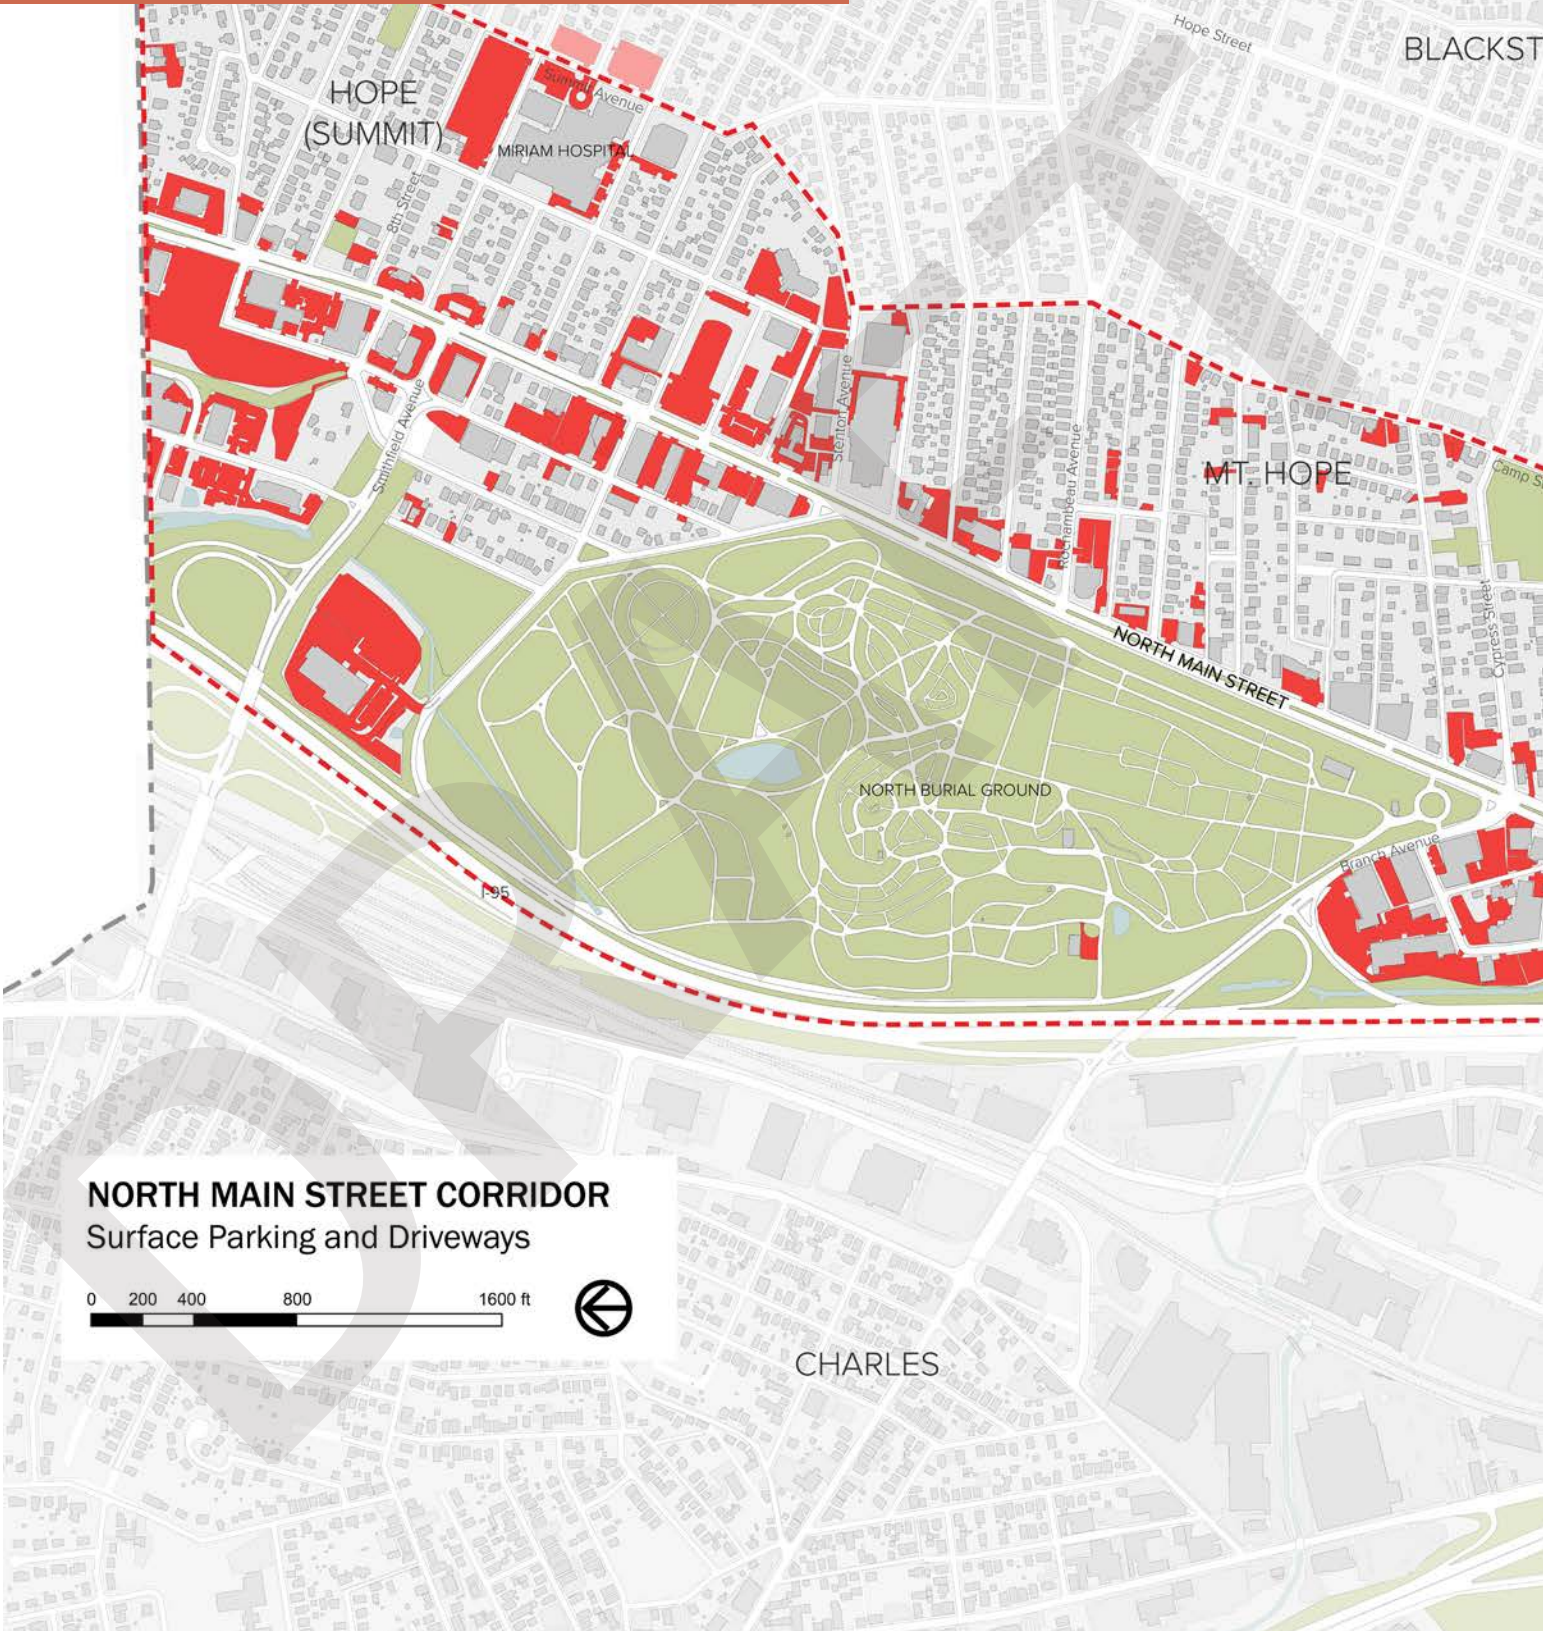 Hope Street
BLACKST
HOPE
(SUMMIT)
Summit Avenue
MIRIAM HOSPITAL
8th Street
Stenton Avenue
Smithfield Avenue
Rochambeau Avenue
MT. HOPE
Camp S
Cypress Street
NORTH MAIN STREET
NORTH BURIAL GROUND
Branch Avenue
I-95
NORTH MAIN STREET CORRIDOR
Surface Parking and Driveways
0 200 400 800 1600 ft
CHARLES
DRAFT